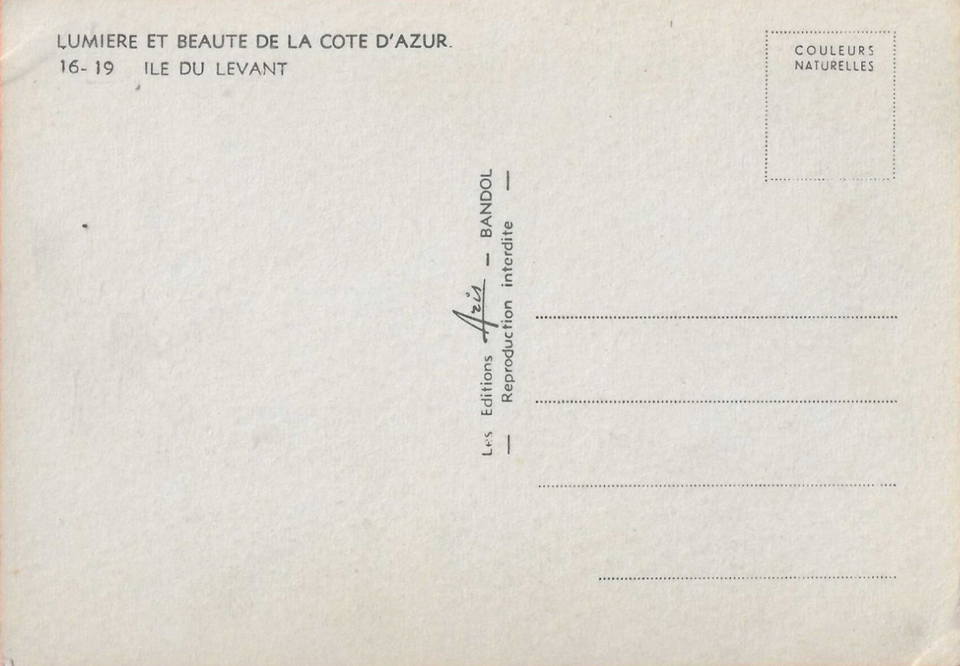 LUMIERE ET BEAUTE DE LA COTE D'AZUR.
16-19 ILE DU LEVANT
COULEURS
NATURELLES
Les Editions Aris — BANDOL
— Reproduction interdite —